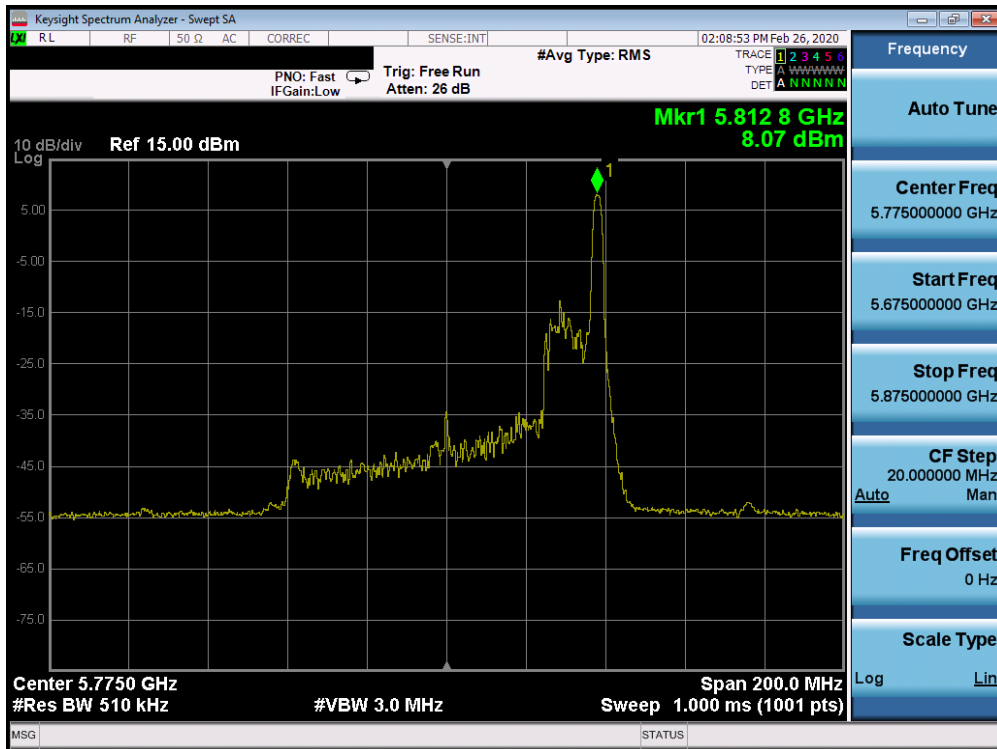 Keysight Spectrum Analyzer - Swept SA
LXI RL RF 50 Ω AC CORREC SENSE:INT 02:08:53 PM Feb 26, 2020
#Avg Type: RMS
TRACE 1 2 3 4 5 6
TYPE A WWWWW
DET A N N N N N
PNO: Fast Trig: Free Run
IFGain:Low Atten: 26 dB
Mkr1 5.812 8 GHz
8.07 dBm
10 dB/div Ref 15.00 dBm
Log
1
5.00
-5.00
-15.0
-25.0
-35.0
-45.0
-55.0
-65.0
-75.0
Center 5.7750 GHz Span 200.0 MHz
#Res BW 510 kHz #VBW 3.0 MHz Sweep 1.000 ms (1001 pts)
MSG STATUS
Frequency
Auto Tune
Center Freq
5.775000000 GHz
Start Freq
5.675000000 GHz
Stop Freq
5.875000000 GHz
CF Step
20.000000 MHz
Auto Man
Freq Offset
0 Hz
Scale Type
Log Lin